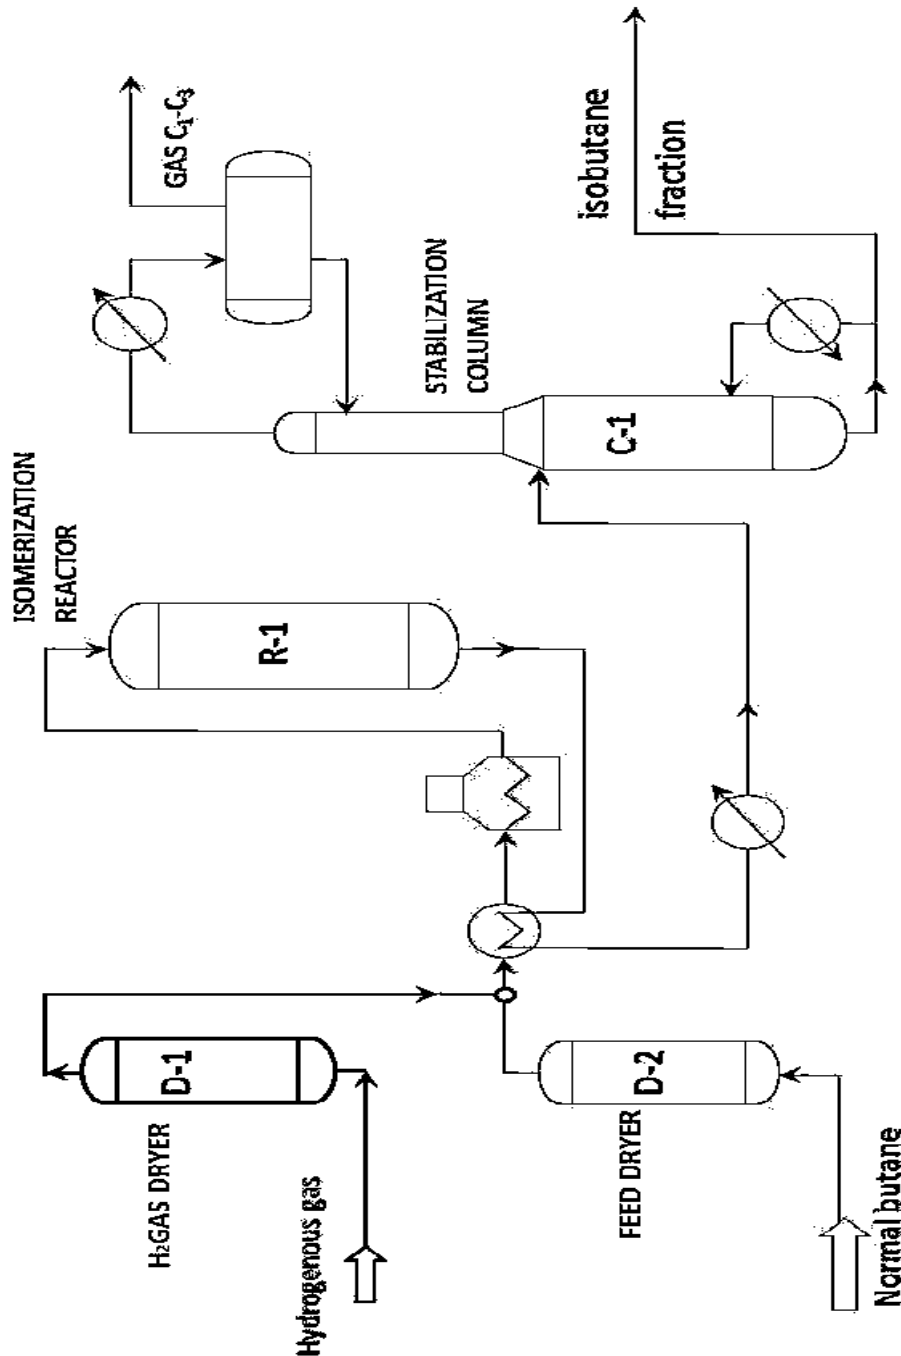 ISOMERIZATION
REACTOR
GAS C₁-C₃
H₂GAS DRYER
D-1
R-1
STABILIZATION
COLUMN
isobutane
fraction
Hydrogenous gas
FEED DRYER
D-2
C-1
Normal butane